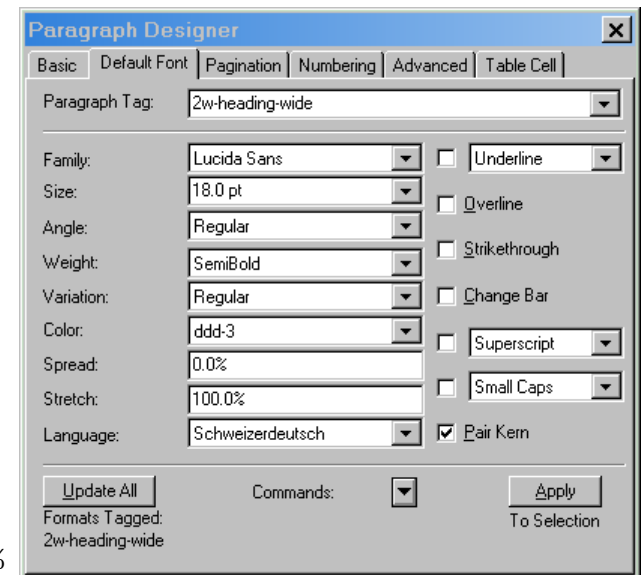 Paragraph Designer
Basic Default Font Pagination Numbering Advanced Table Cell
Paragraph Tag: 2w-heading-wide
Family: Lucida Sans Underline
Size: 18.0 pt
Overline
Angle: Regular
Strikethrough
Weight: SemiBold
Variation: Regular Change Bar
Color: ddd-3
Superscript
Spread: 0.0%
Small Caps
Stretch: 100.0%
Language: Schweizerdeutsch Pair Kern
Update All Commands: Apply
Formats Tagged: To Selection
2w-heading-wide
%